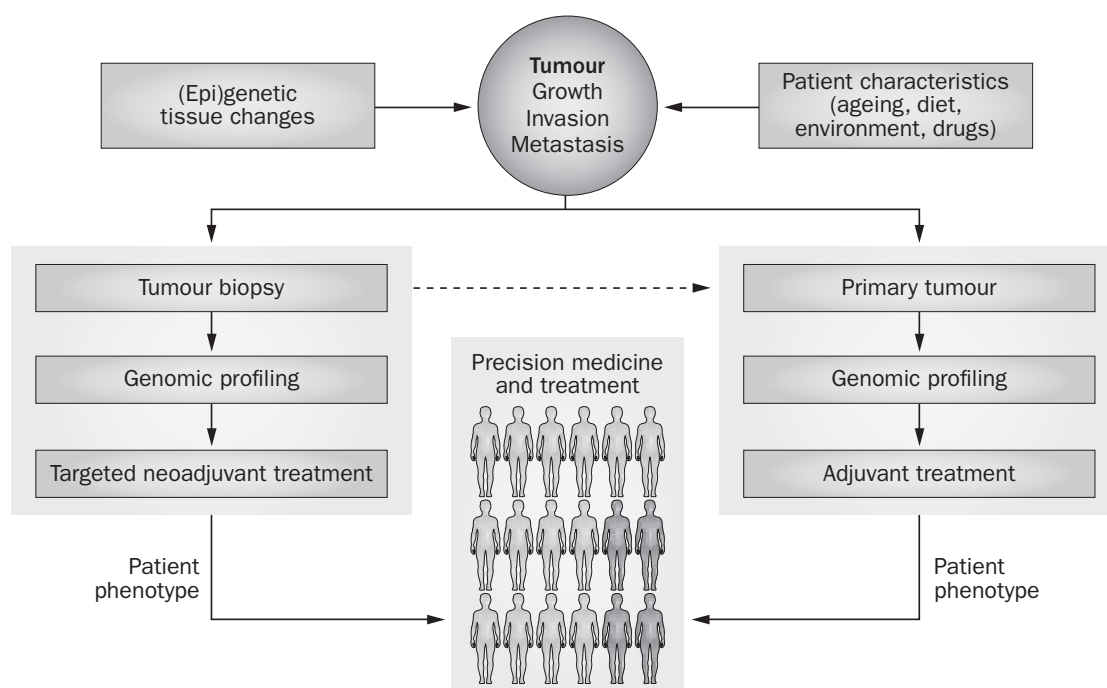 (Epi)genetic
tissue changes
Tumour
Growth
Invasion
Metastasis
Patient characteristics
(ageing, diet,
environment, drugs)
Tumour biopsy
Genomic profiling
Targeted neoadjuvant treatment
Patient
phenotype
Precision medicine
and treatment
Primary tumour
Genomic profiling
Adjuvant treatment
Patient
phenotype